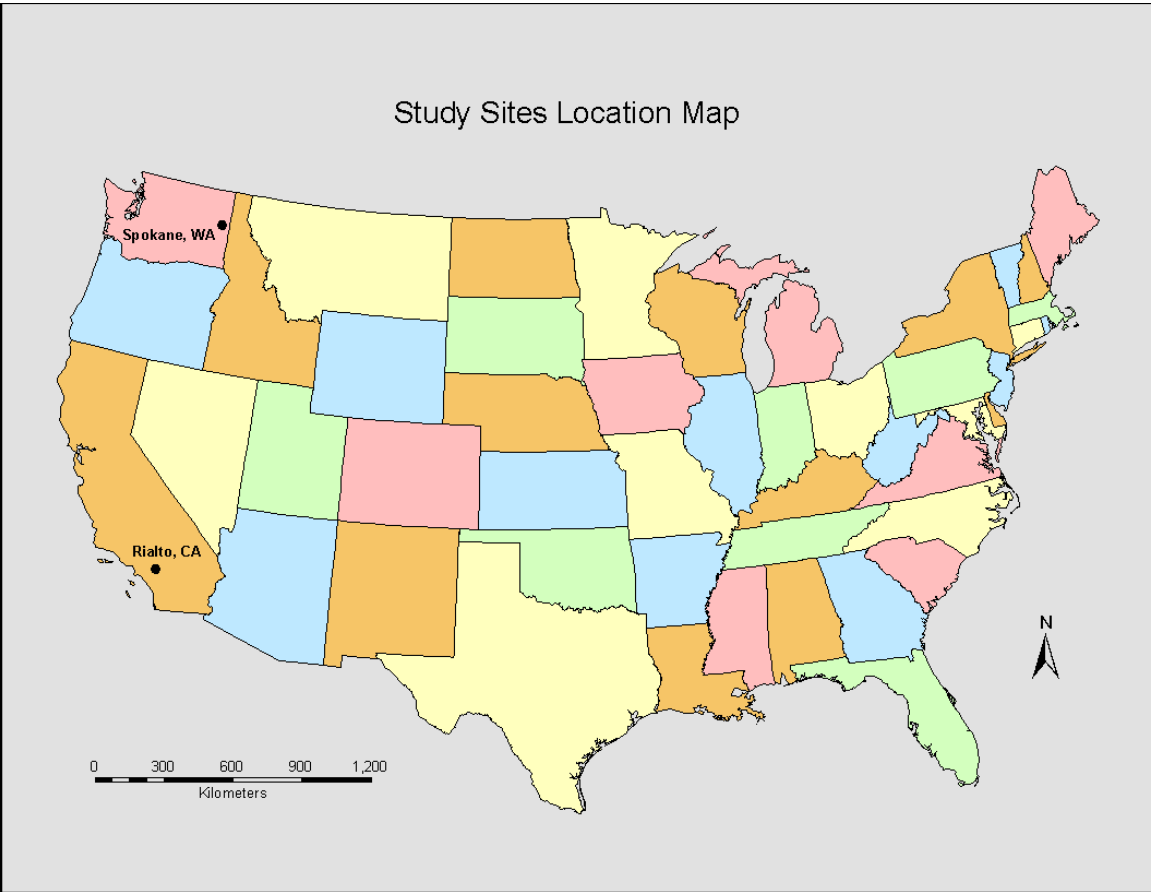 Study Sites Location Map
Spokane, WA
Rialto, CA
N
0 300 600 900 1,200
Kilometers